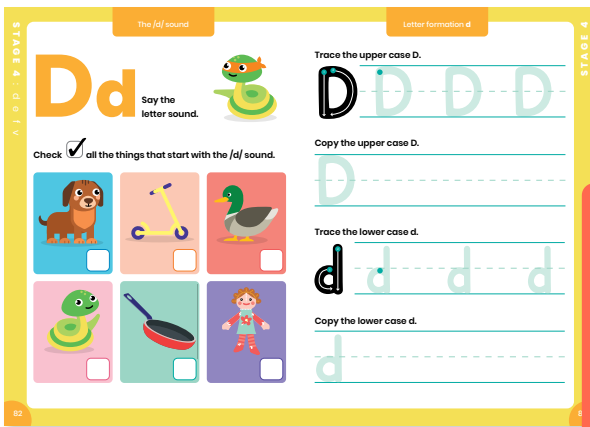 The /d/ sound
Letter formation d
STAGE 4 : d o f v
STAGE 4
Dd
Say the
letter sound.
Check ✓ all the things that start with the /d/ sound.
Trace the upper case D.
D D D D
Copy the upper case D.
D
Trace the lower case d.
d d d d
Copy the lower case d.
d
82